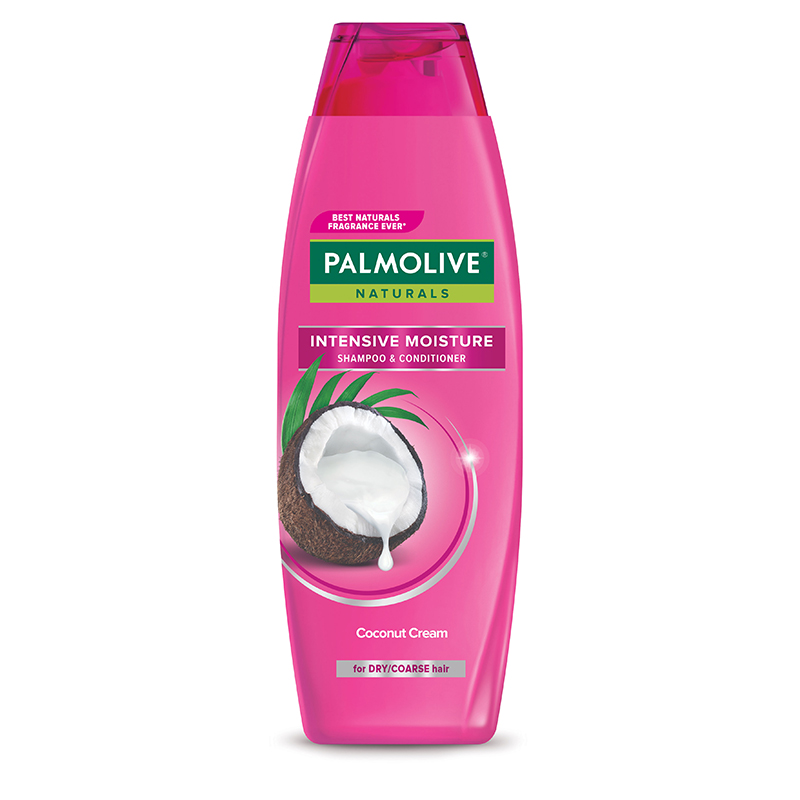 BEST NATURALS
FRAGRANCE EVER*
PALMOLIVE®
NATURALS
INTENSIVE MOISTURE
SHAMPOO & CONDITIONER
Coconut Cream
for DRY/COARSE hair